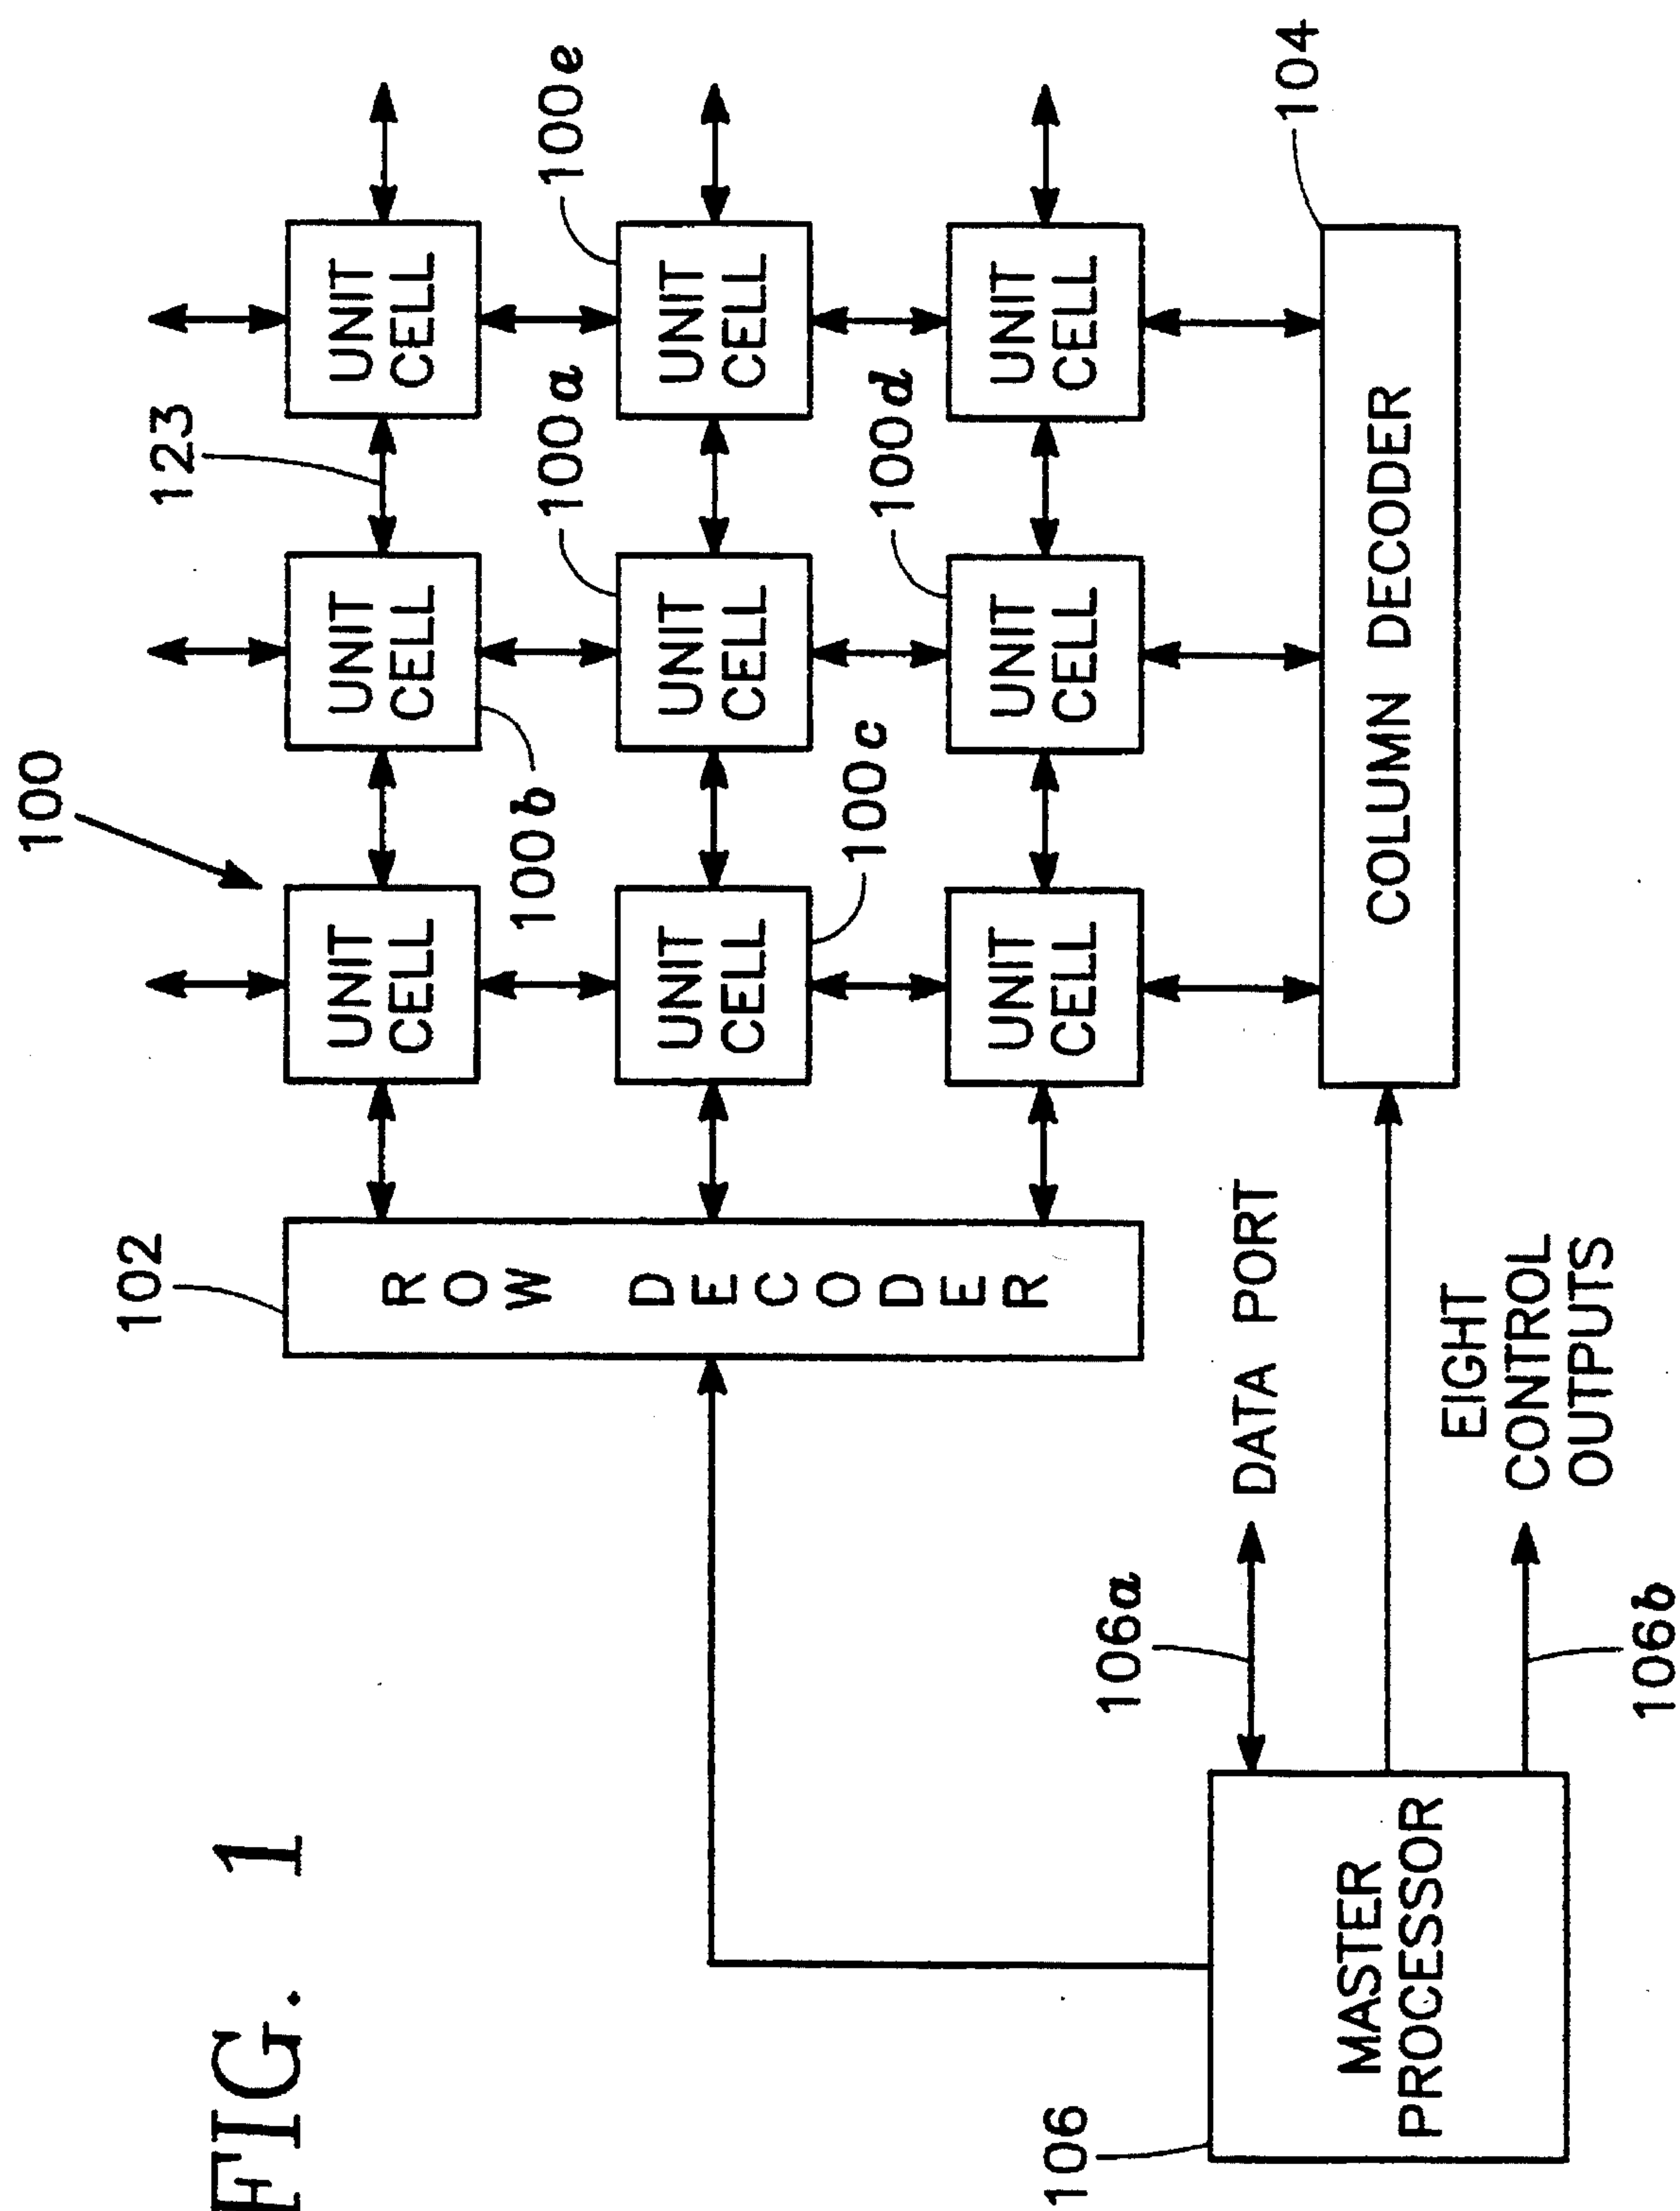 FIG. 1
100
123
102
UNIT
CELL
UNIT
CELL
UNIT
CELL
100b
100a
100e
ROW DECODER
UNIT
CELL
UNIT
CELL
UNIT
CELL
100c
100d
UNIT
CELL
UNIT
CELL
UNIT
CELL
104
COLUMN DECODER
106
MASTER
PROCESSOR
106a
DATA PORT
106b
EIGHT
CONTROL
OUTPUTS